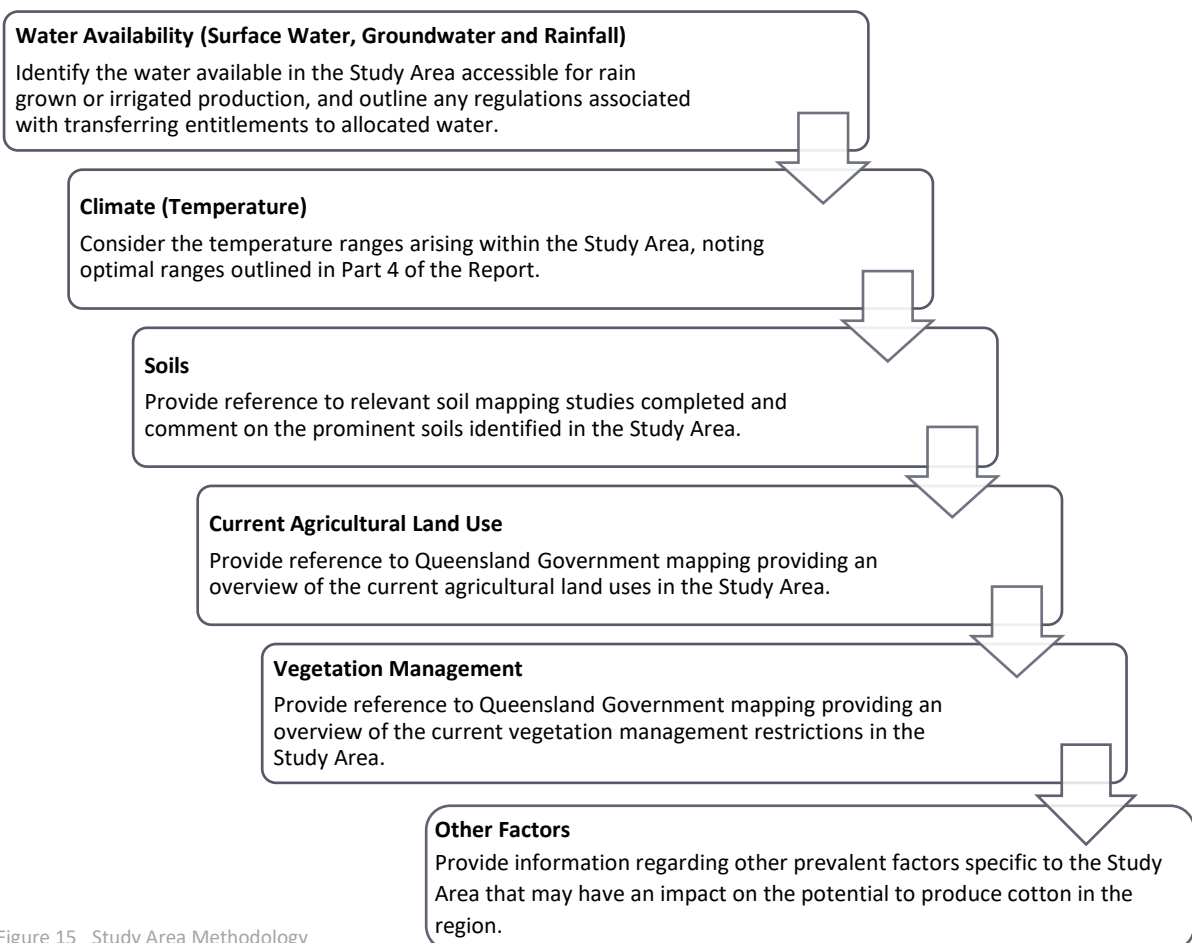 Water Availability (Surface Water, Groundwater and Rainfall)
Identify the water available in the Study Area accessible for rain
grown or irrigated production, and outline any regulations associated
with transferring entitlements to allocated water.
Climate (Temperature)
Consider the temperature ranges arising within the Study Area, noting
optimal ranges outlined in Part 4 of the Report.
Soils
Provide reference to relevant soil mapping studies completed and
comment on the prominent soils identified in the Study Area.
Current Agricultural Land Use
Provide reference to Queensland Government mapping providing an
overview of the current agricultural land uses in the Study Area.
Vegetation Management
Provide reference to Queensland Government mapping providing an
overview of the current vegetation management restrictions in the
Study Area.
Other Factors
Provide information regarding other prevalent factors specific to the Study
Area that may have an impact on the potential to produce cotton in the
region.
Figure 15 Study Area Methodology